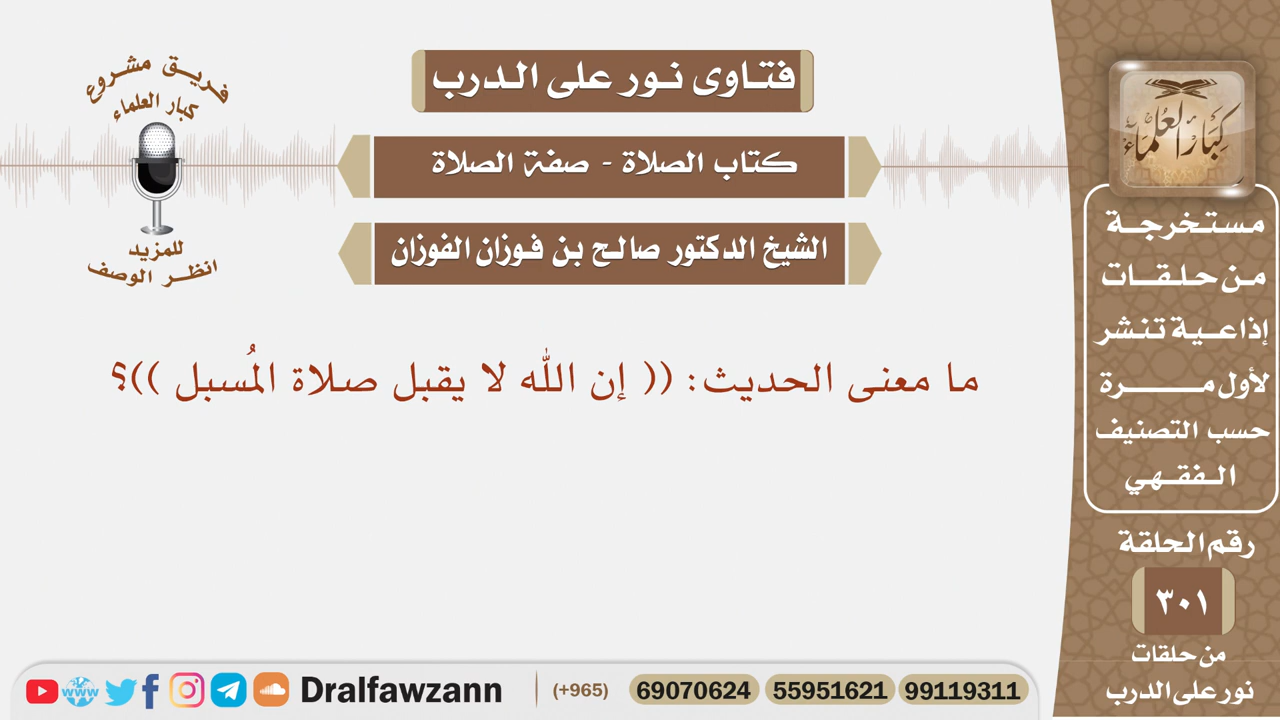 فتاوى نور على الدرب
كتاب الصلاة - صفة الصلاة
الشيخ الدكتور صالح بن فوزان الفوزان
ما معنى الحديث: (( إن الله لا يقبل صلاة المُسبل ))؟
كبار العلماء
مستخرجة
من حلقات
إذاعية تنشر
لأول مرة
حسب التصنيف
الفقهي
رقم الحلقة
٣٠١
من حلقات
نور على الدرب
فريق مشروع
كبار العلماء
للمزيد
انظر الوصف
www Dralfawzann (+965) 69070624 55951621 99119311